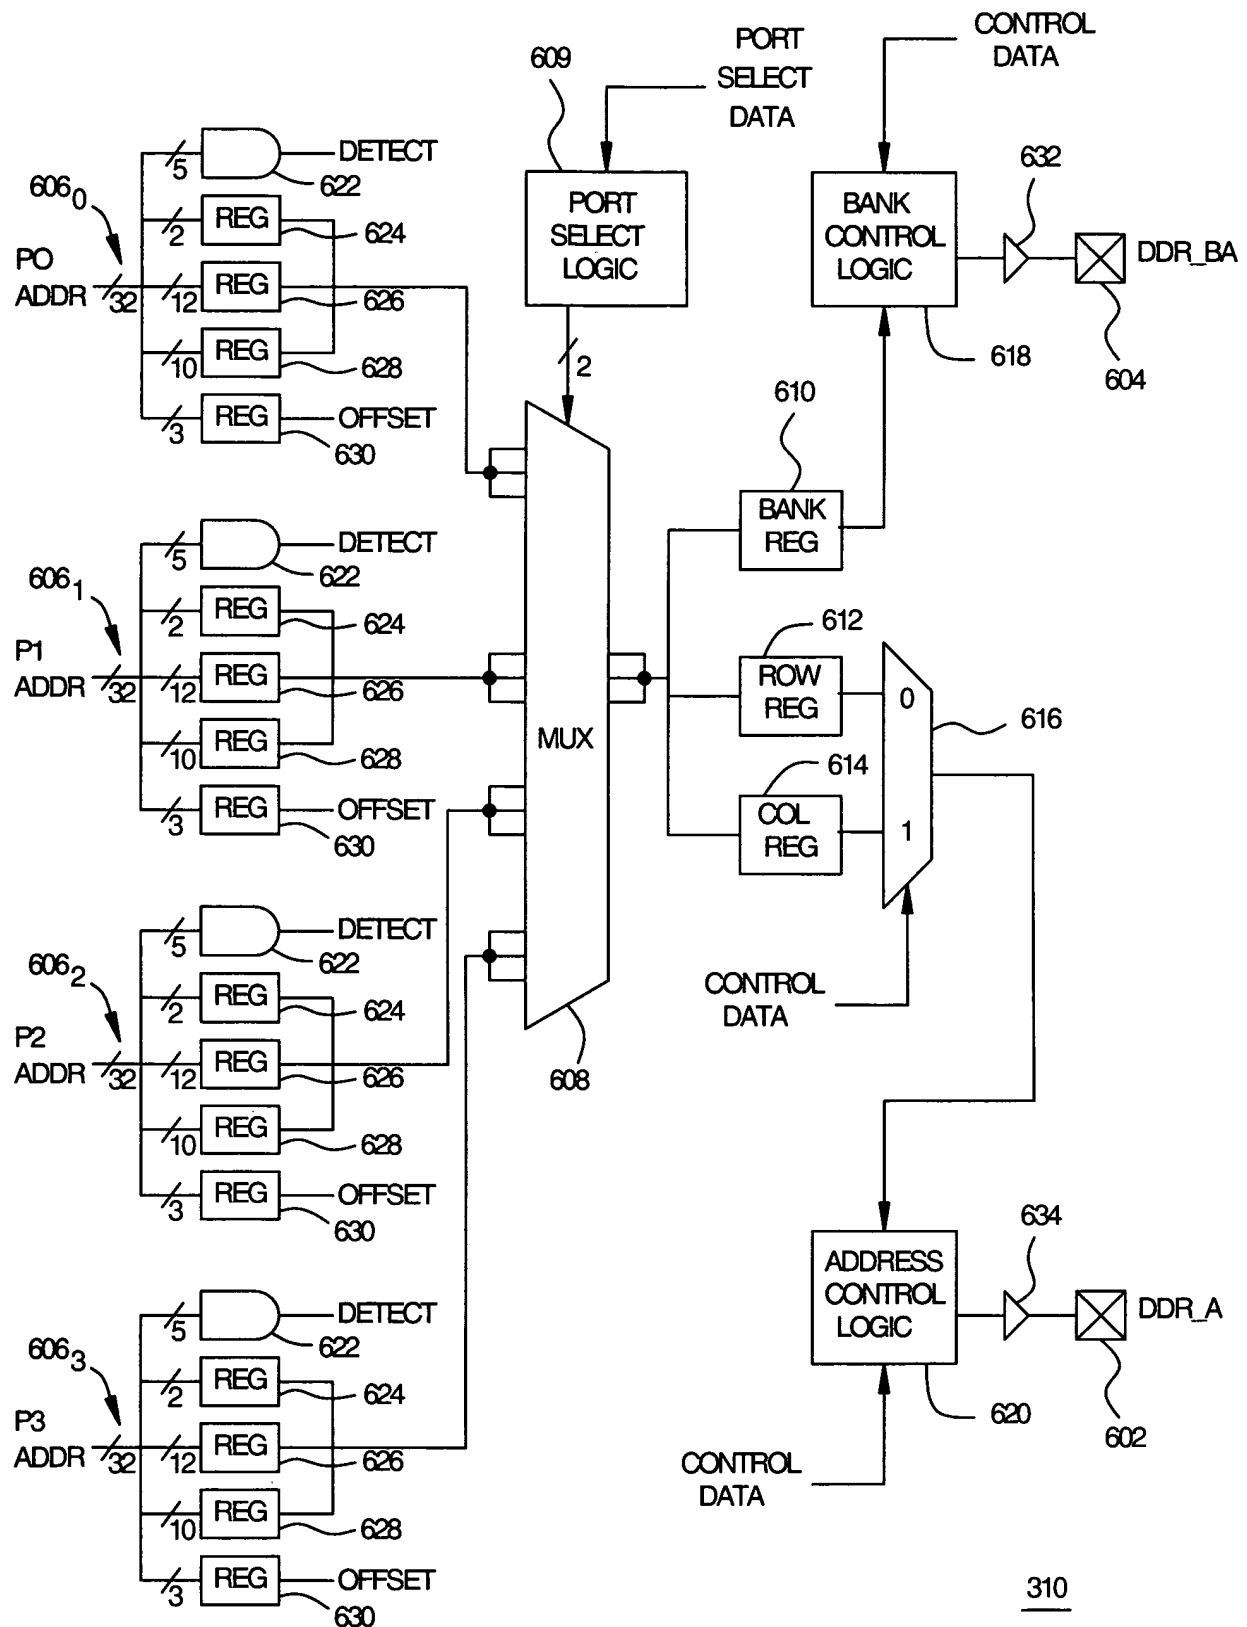 PORT
SELECT
DATA
CONTROL
DATA
609
632
DETECT
5
622
606 0
REG
2
624
PORT
SELECT
LOGIC
BANK
CONTROL
LOGIC
DDR_BA
P0
ADDR
32
12
REG
626
10
REG
628
2
618
604
3
REG
OFFSET
630
610
BANK
REG
DETECT
5
622
606 1
REG
2
624
P1
ADDR
32
12
REG
626
10
REG
628
3
REG
OFFSET
630
MUX
612
ROW
REG
0
616
614
COL
REG
1
DETECT
5
622
606 2
REG
2
624
P2
ADDR
32
12
REG
626
10
REG
628
3
REG
OFFSET
630
CONTROL
DATA
608
DETECT
5
622
606 3
REG
2
624
P3
ADDR
32
12
REG
626
10
REG
628
3
REG
OFFSET
630
634
ADDRESS
CONTROL
LOGIC
DDR_A
620
602
CONTROL
DATA
310